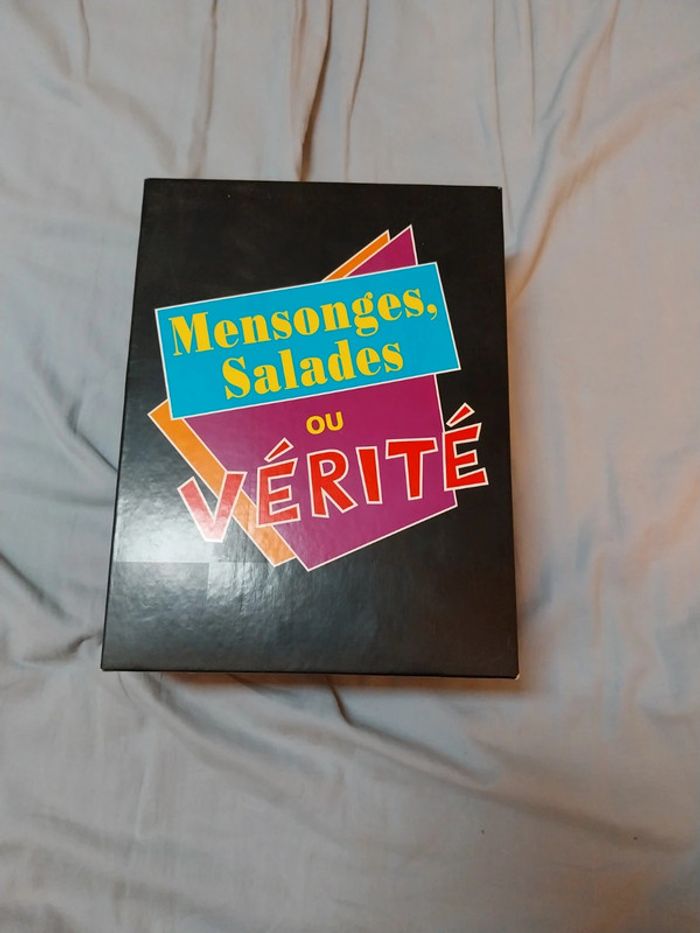 Mensonges,
Salades
OU
VÉRITÉ